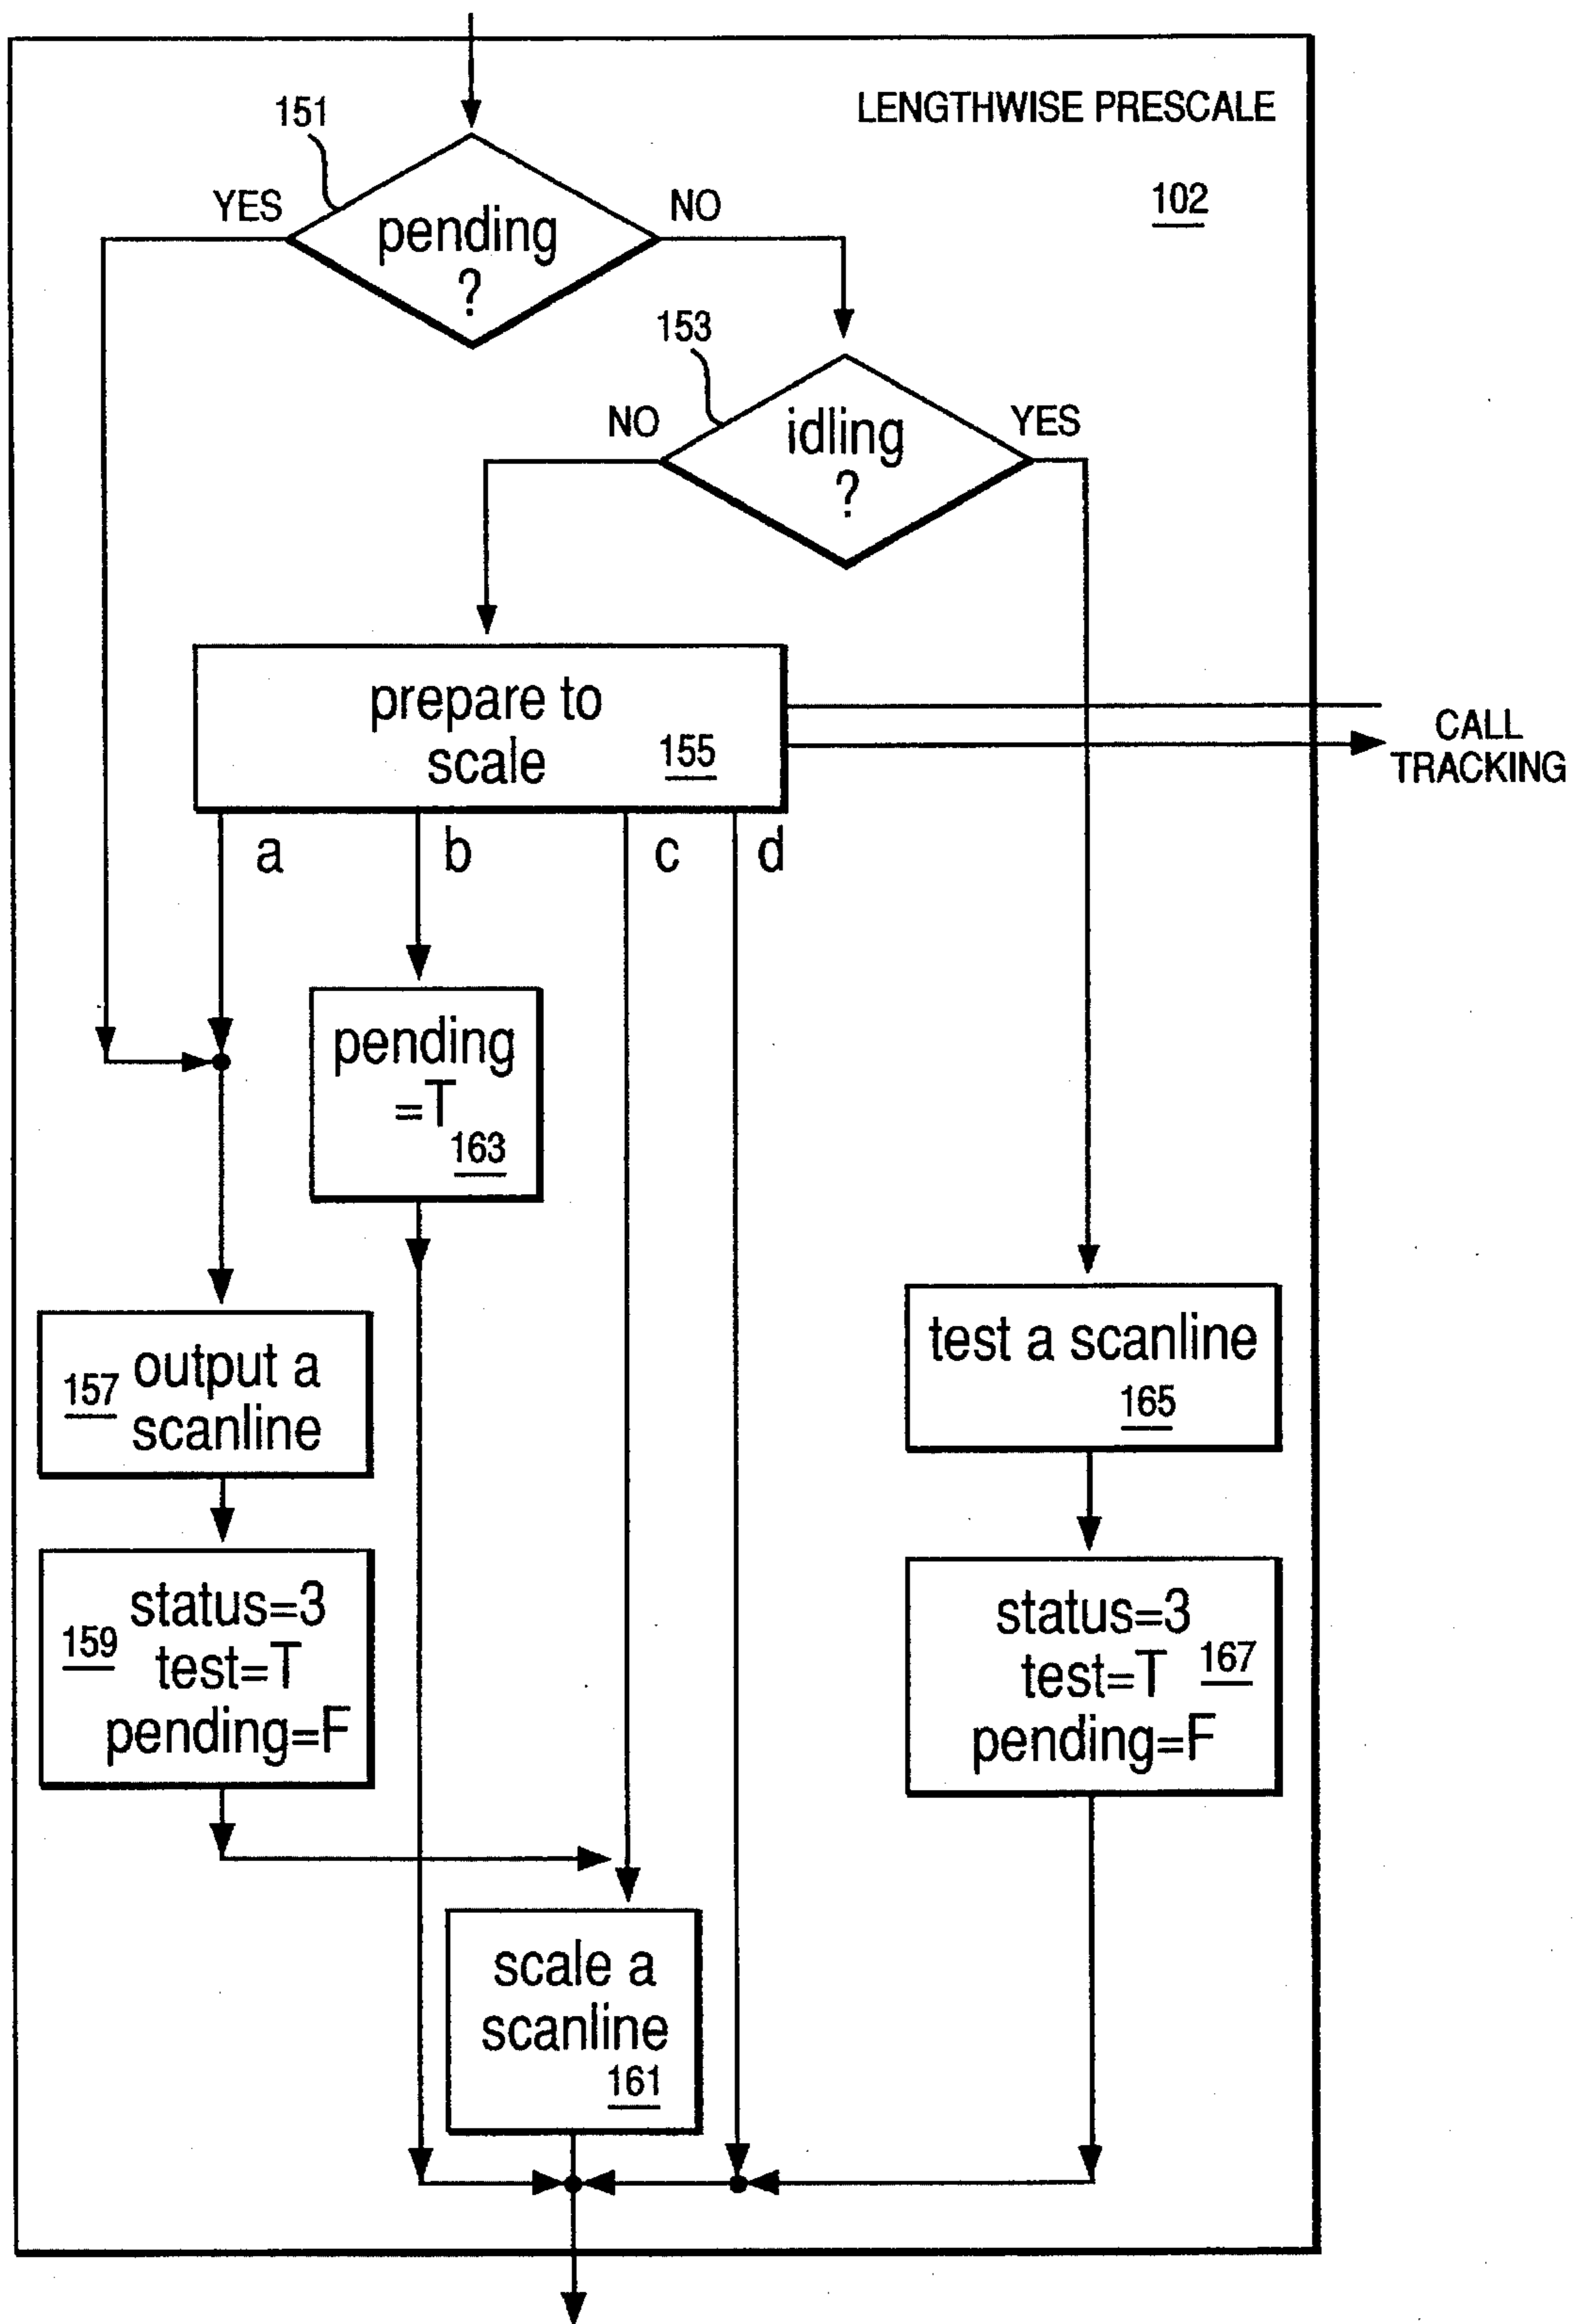 LENGTHWISE PRESCALE
102
151
YES
NO
pending
?
153
NO
YES
idling
?
prepare to
scale 155
CALL
TRACKING
a
b
c
d
pending
=T
163
157 output a
scanline
test a scanline
165
159 status=3
test=T
pending=F
status=3
test=T 167
pending=F
scale a
scanline
161